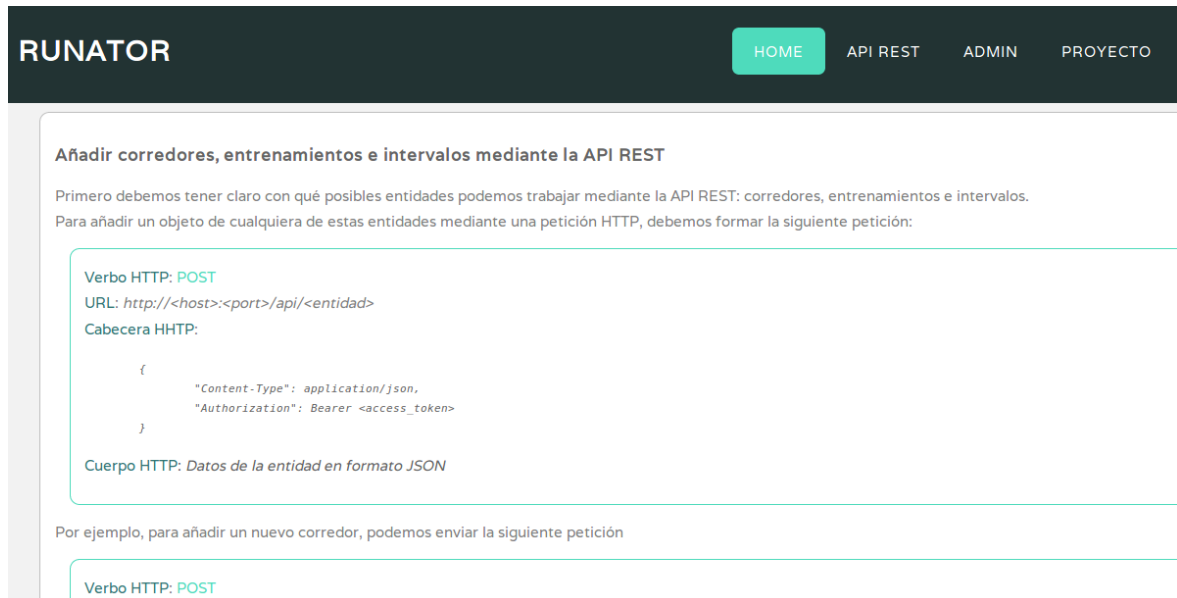 RUNATOR
HOME API REST ADMIN PROYECTO
Añadir corredores, entrenamientos e intervalos mediante la API REST
Primero debemos tener claro con qué posibles entidades podemos trabajar mediante la API REST: corredores, entrenamientos e intervalos.
Para añadir un objeto de cualquiera de estas entidades mediante una petición HTTP, debemos formar la siguiente petición:
Verbo HTTP: POST
URL: http://<host>:<port>/api/<entidad>
Cabecera HHTP:
{
"Content-Type": application/json,
"Authorization": Bearer <access_token>
}
Cuerpo HTTP: Datos de la entidad en formato JSON
Por ejemplo, para añadir un nuevo corredor, podemos enviar la siguiente petición
Verbo HTTP: POST